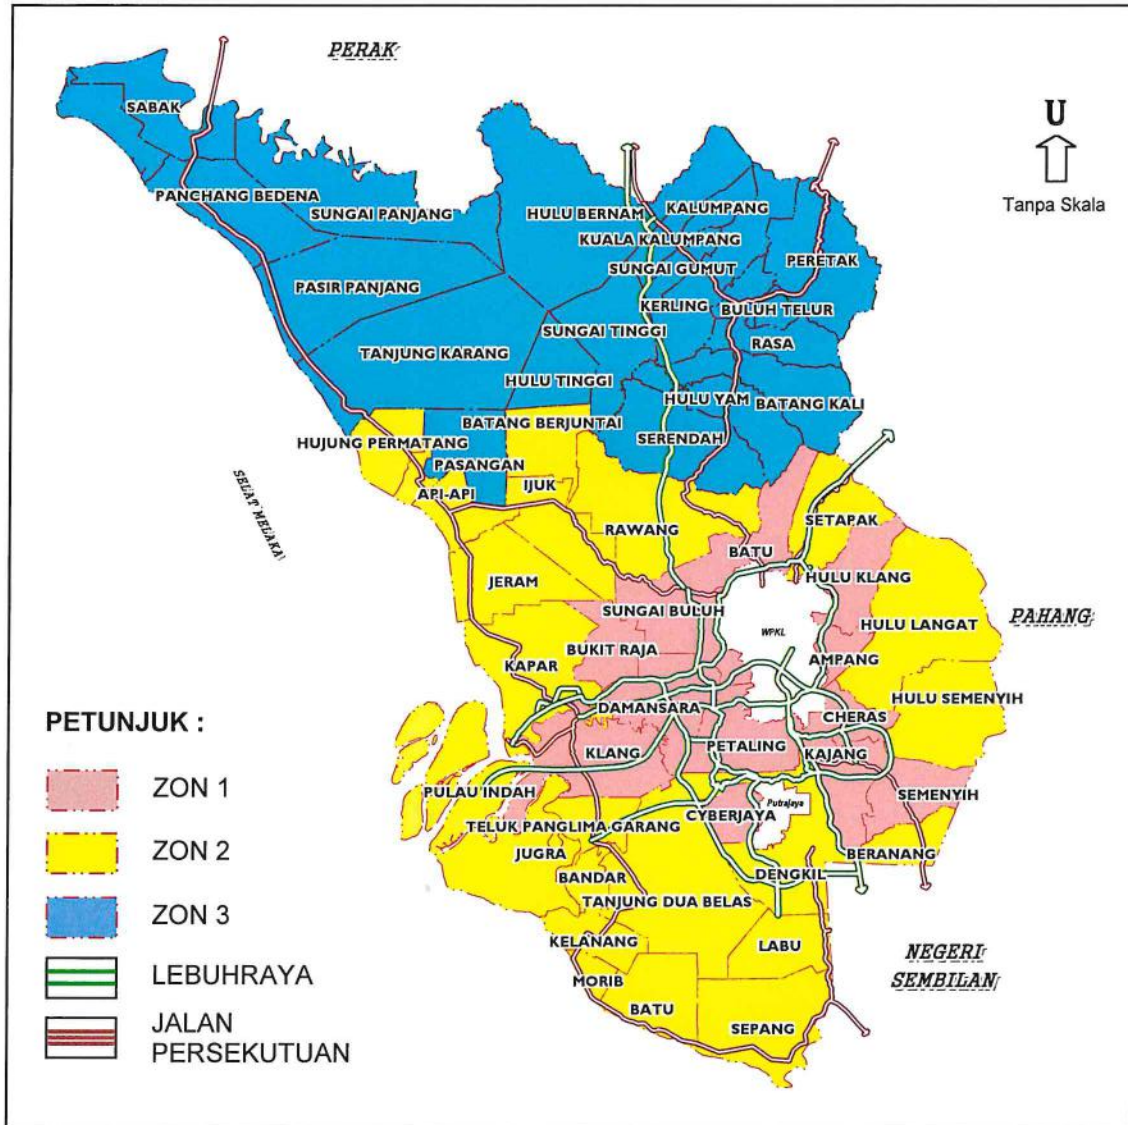 PERAK
SABAK
U
Tanpa Skala
PANCHANG BEDENA
SUNGAI PANJANG
HULU BERNAM
KALUMPANG
KUALA KALUMPANG
SUNGAI GUMUT
PERETAK
PASIR PANJANG
KERLING
BULUH TELUR
SUNGAI TINGGI
RASA
TANJUNG KARANG
HULU TINGGI
HULU YAM
BATANG KALI
BATANG BERJUNTAI
HUJUNG PERMATANG
SERENDAH
PASANGAN
API-API
IJUK
SELAT MELAKA
RAWANG
SETAPAK
BATU
JERAM
HULU KLANG
SUNGAI BULUH
WPKL
HULU LANGAT
PAHANG
BUKIT RAJA
KAPAR
AMPANG
HULU SEMENYIH
DAMANSARA
CHERAS
PETUNJUK :
KLANG
PETALING
KAJANG
ZON 1
PULAU INDAH
SEMENYIH
CYBERJAYA
Putrajaya
TELUK PANGLIMA GARANG
ZON 2
JUGRA
BERANANG
BANDAR
DENGKIL
TANJUNG DUA BELAS
ZON 3
KELANANG
LABU
NEGERI
SEMBILAN
LEBUHRAYA
MORIB
BATU
SEPANG
JALAN
PERSEKUTUAN